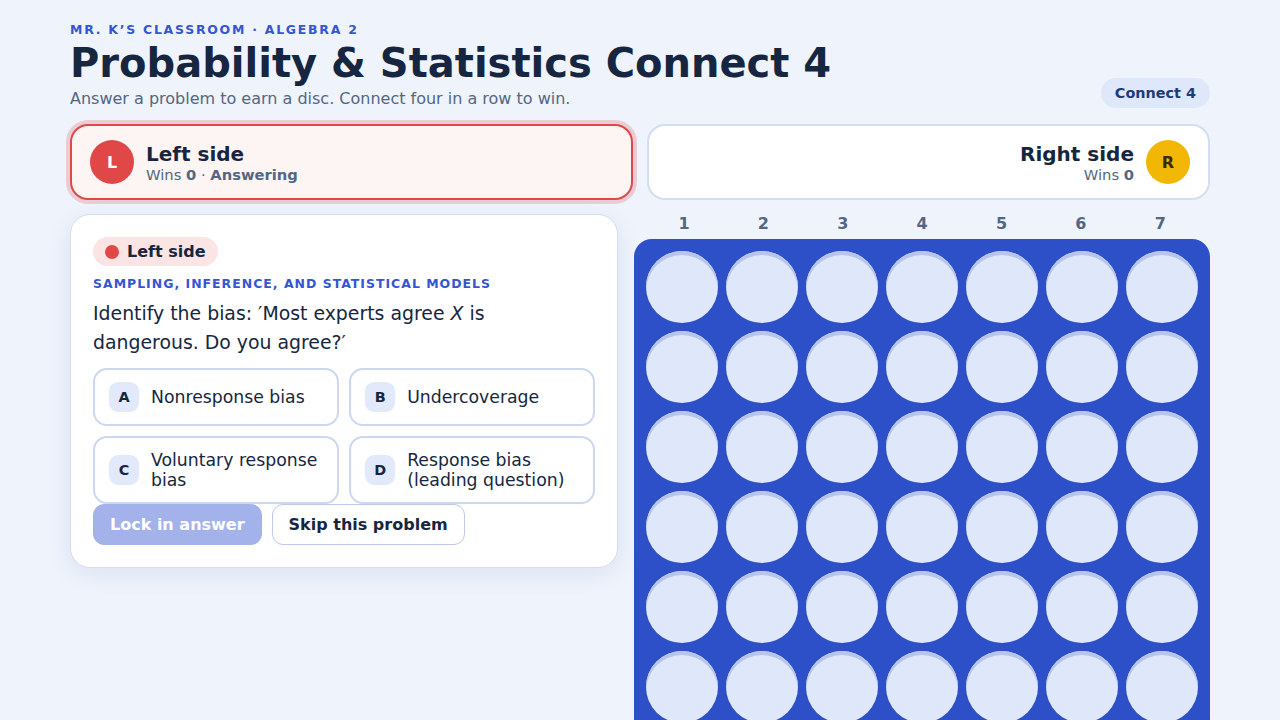 MR. K’S CLASSROOM · ALGEBRA 2
Probability & Statistics Connect 4
Answer a problem to earn a disc. Connect four in a row to win.
Connect 4
L
Left side
Wins 0 · Answering
Right side
Wins 0
R
Left side
SAMPLING, INFERENCE, AND STATISTICAL MODELS
Identify the bias: ′Most experts agree X is
dangerous. Do you agree?′
A Nonresponse bias
B Undercoverage
C Voluntary response
bias
D Response bias
(leading question)
Lock in answer
Skip this problem
1 2 3 4 5 6 7